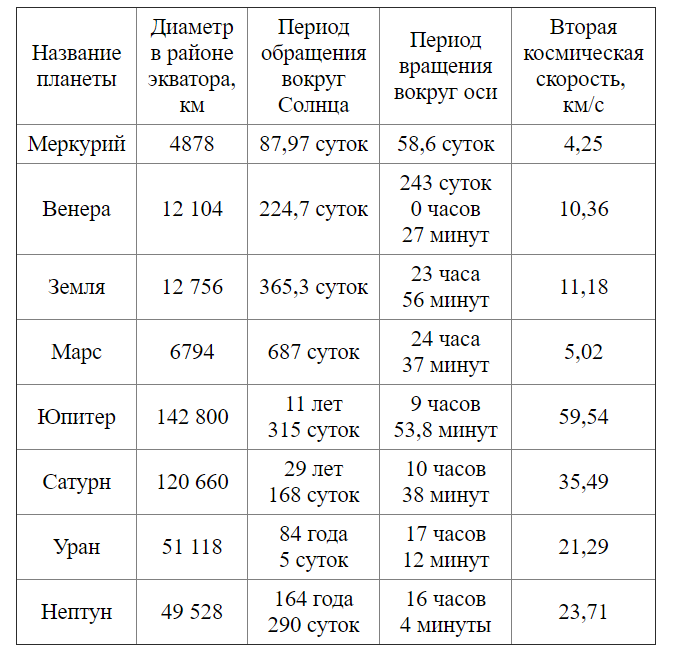 Название планеты
Диаметр в районе экватора, км
Период обращения вокруг Солнца
Период вращения вокруг оси
Вторая космическая скорость, км/с
Меркурий 4878 87,97 суток 58,6 суток 4,25
Венера 12 104 224,7 суток 243 суток 0 часов 27 минут 10,36
Земля 12 756 365,3 суток 23 часа 56 минут 11,18
Марс 6794 687 суток 24 часа 37 минут 5,02
Юпитер 142 800 11 лет 315 суток 9 часов 53,8 минут 59,54
Сатурн 120 660 29 лет 168 суток 10 часов 38 минут 35,49
Уран 51 118 84 года 5 суток 17 часов 12 минут 21,29
Нептун 49 528 164 года 290 суток 16 часов 4 минуты 23,71